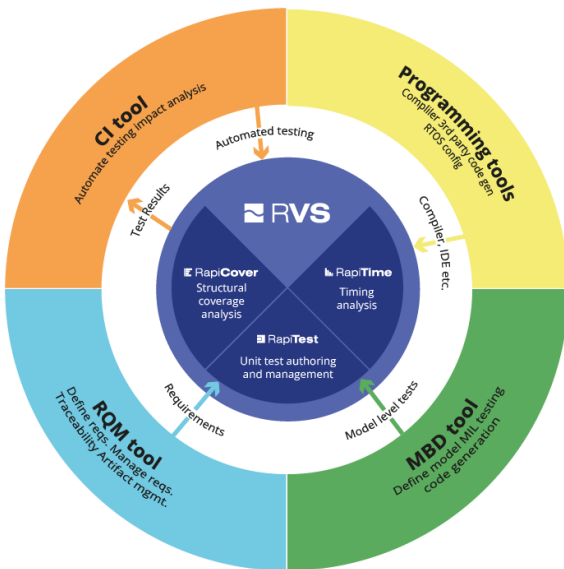 CI tool
Automate testing impact analysis
Programming tools
Compliler 3rd party code gen
RTOS config
Automated testing
Test Results
Compiler, IDE etc.
RVS
RapiCover
Structural
coverage
analysis
RapiTime
Timing
analysis
RapiTest
Unit test authoring
and management
Requirements
Model level tests
RQM tool
Define reqs. Manage reqs.
Traceability Artifact mgmt.
MBD tool
Define model MIL testing
code generation